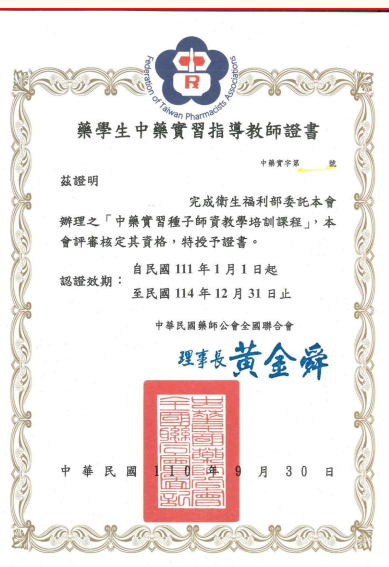 Federation of Taiwan Pharmacists Associations
R
藥學生中藥實習指導教師證書
中藥實字第 號
茲證明
完成衛生福利部委託本會
辦理之「中藥實習種子師資教學培訓課程」，本
會評審核定其資格，特授予證書。
認證效期：
自民國 111 年 1 月 1 日起
至民國 114 年 12 月 31 日止
中華民國藥師公會全國聯合會
理事長 黃金舜
中華民國 110 年 9 月 30 日